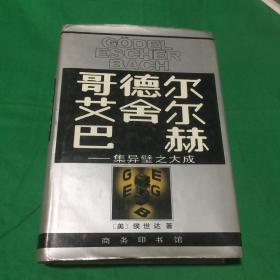 GÖDEL
ESCHER
BACH
哥德尔
艾舍尔
巴赫
——集异璧之大成
[美] 侯世达 著
商务印书馆